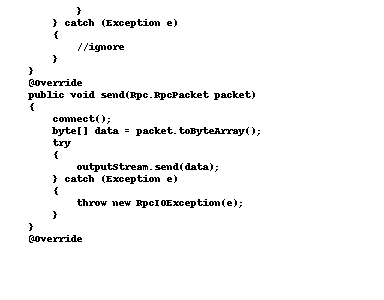 }
} catch (Exception e)
{
//ignore
}
}
@Override
public void send(Rpc.RpcPacket packet)
{
connect();
byte[] data = packet.toByteArray();
try
{
outputStream.send(data);
} catch (Exception e)
{
throw new RpcIOException(e);
}
}
@Override